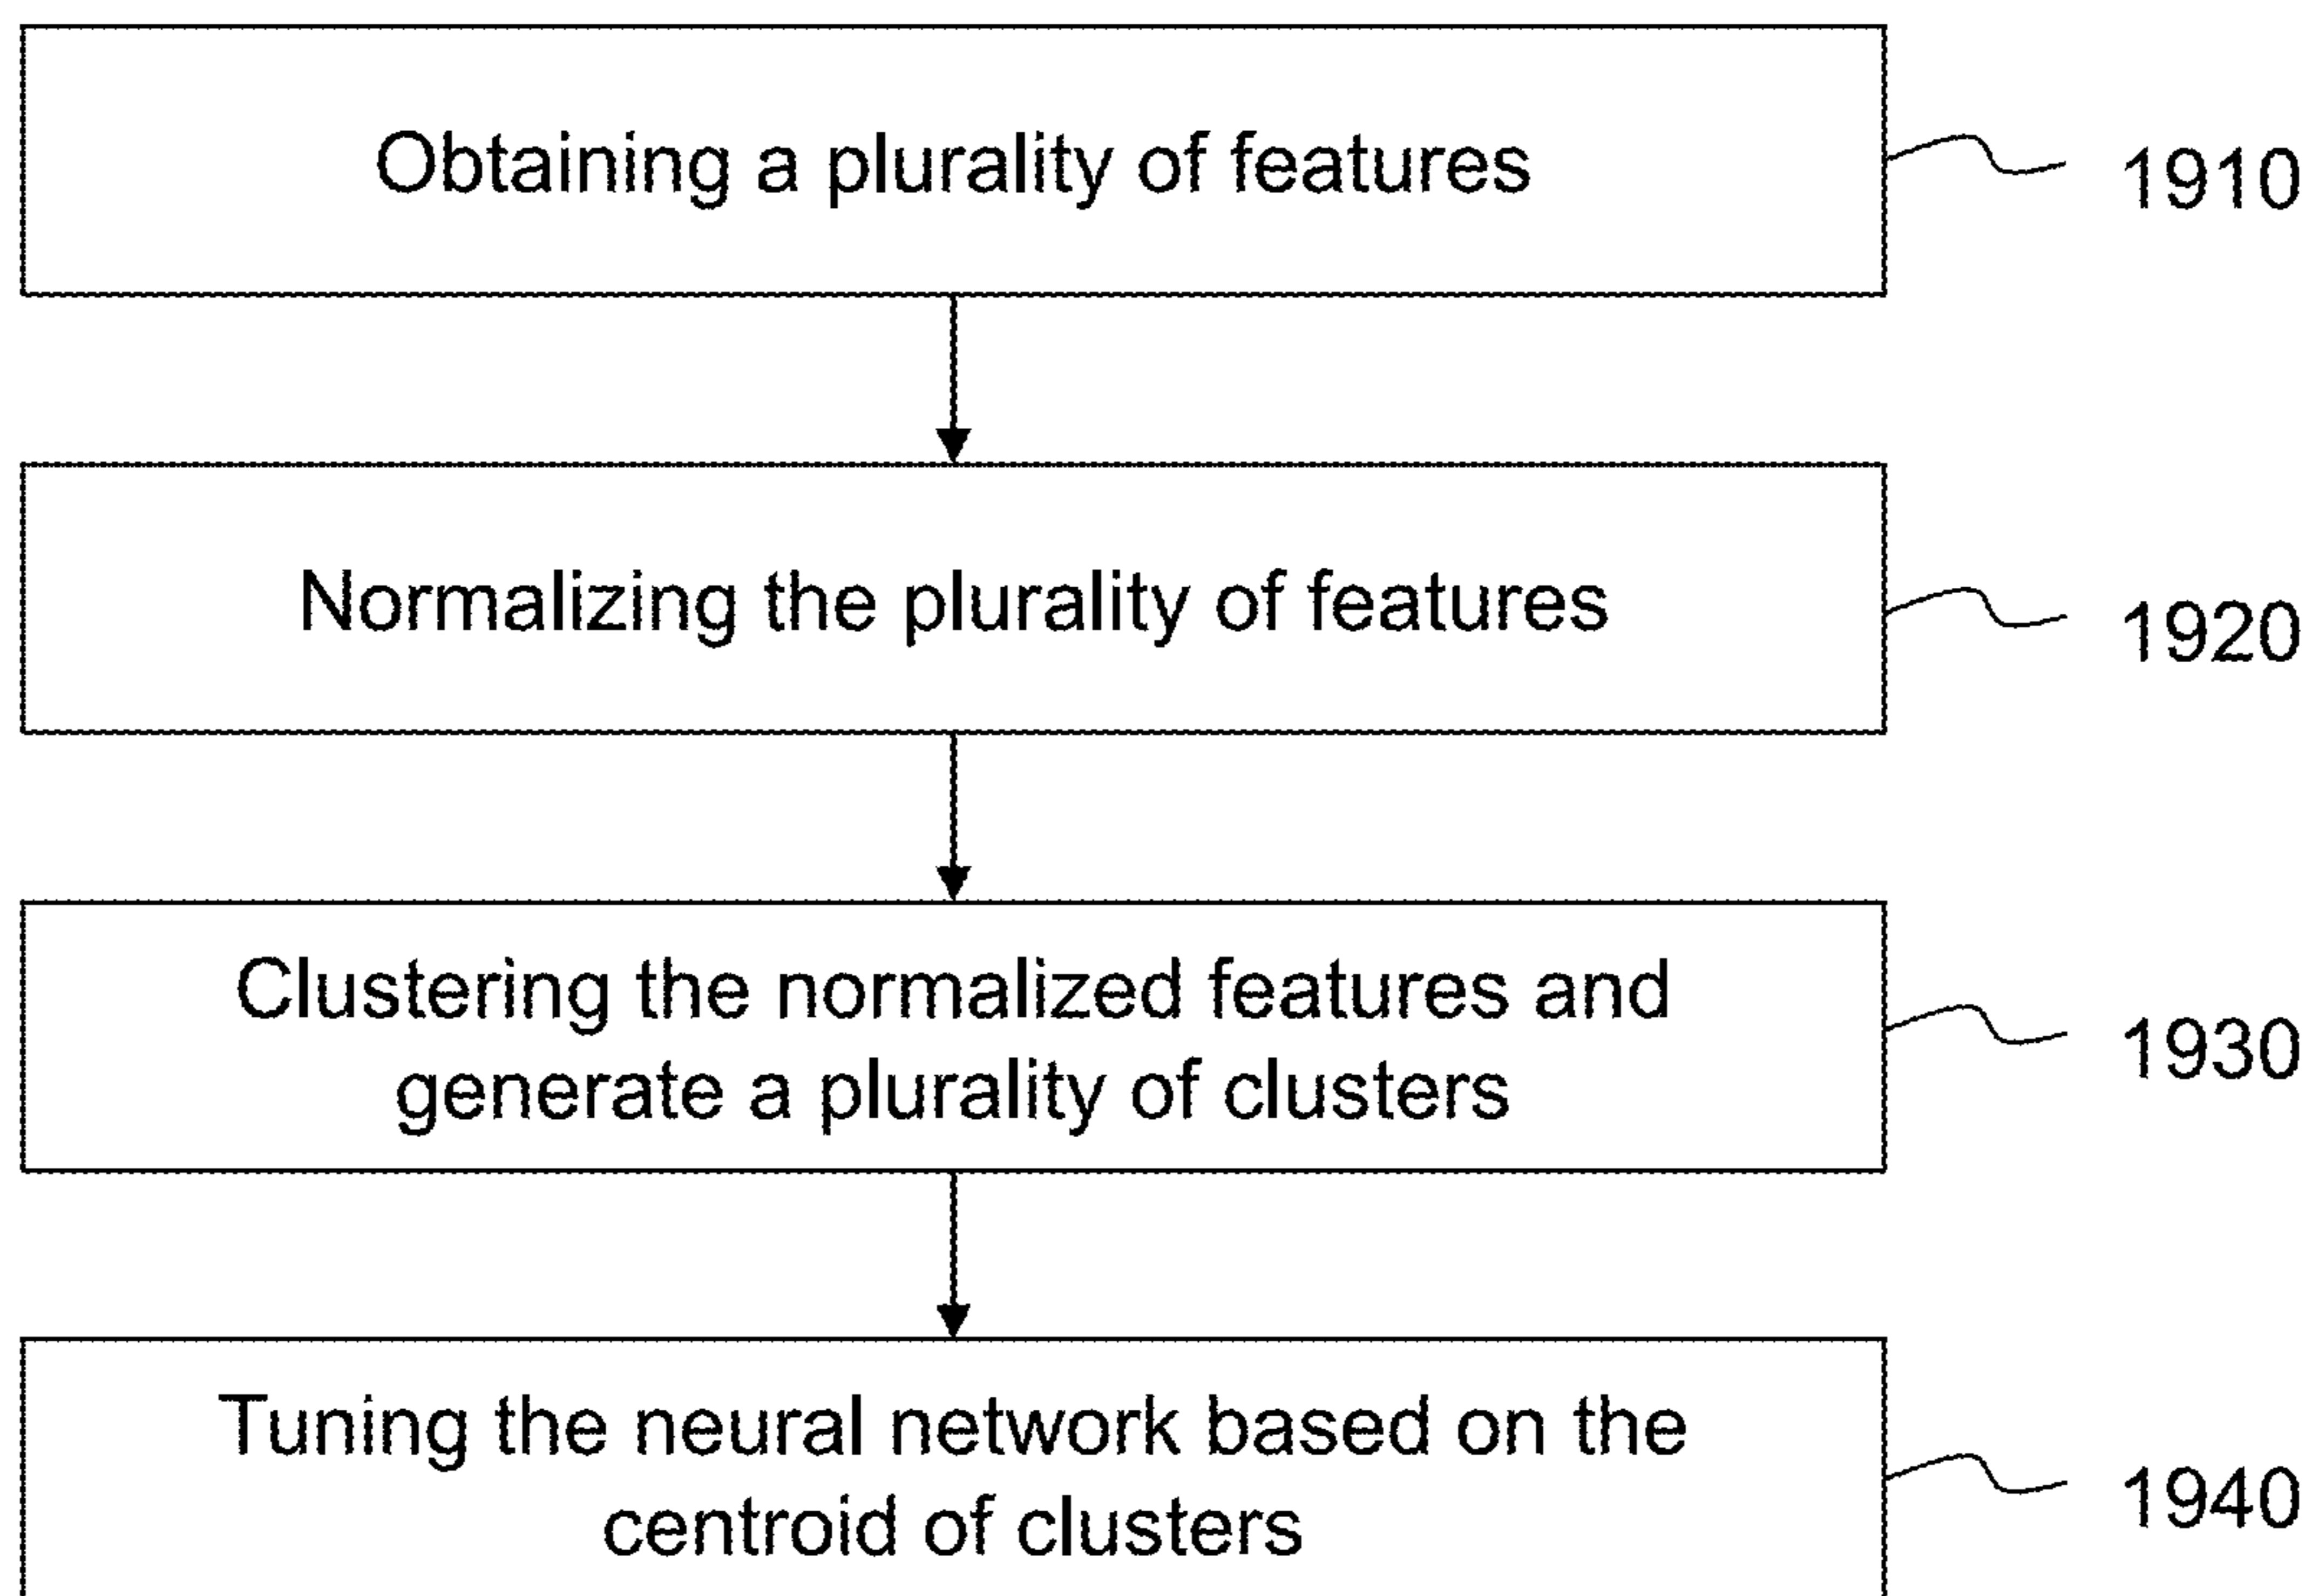 Obtaining a plurality of features
1910
Normalizing the plurality of features
1920
Clustering the normalized features and
generate a plurality of clusters
1930
Tuning the neural network based on the
centroid of clusters
1940